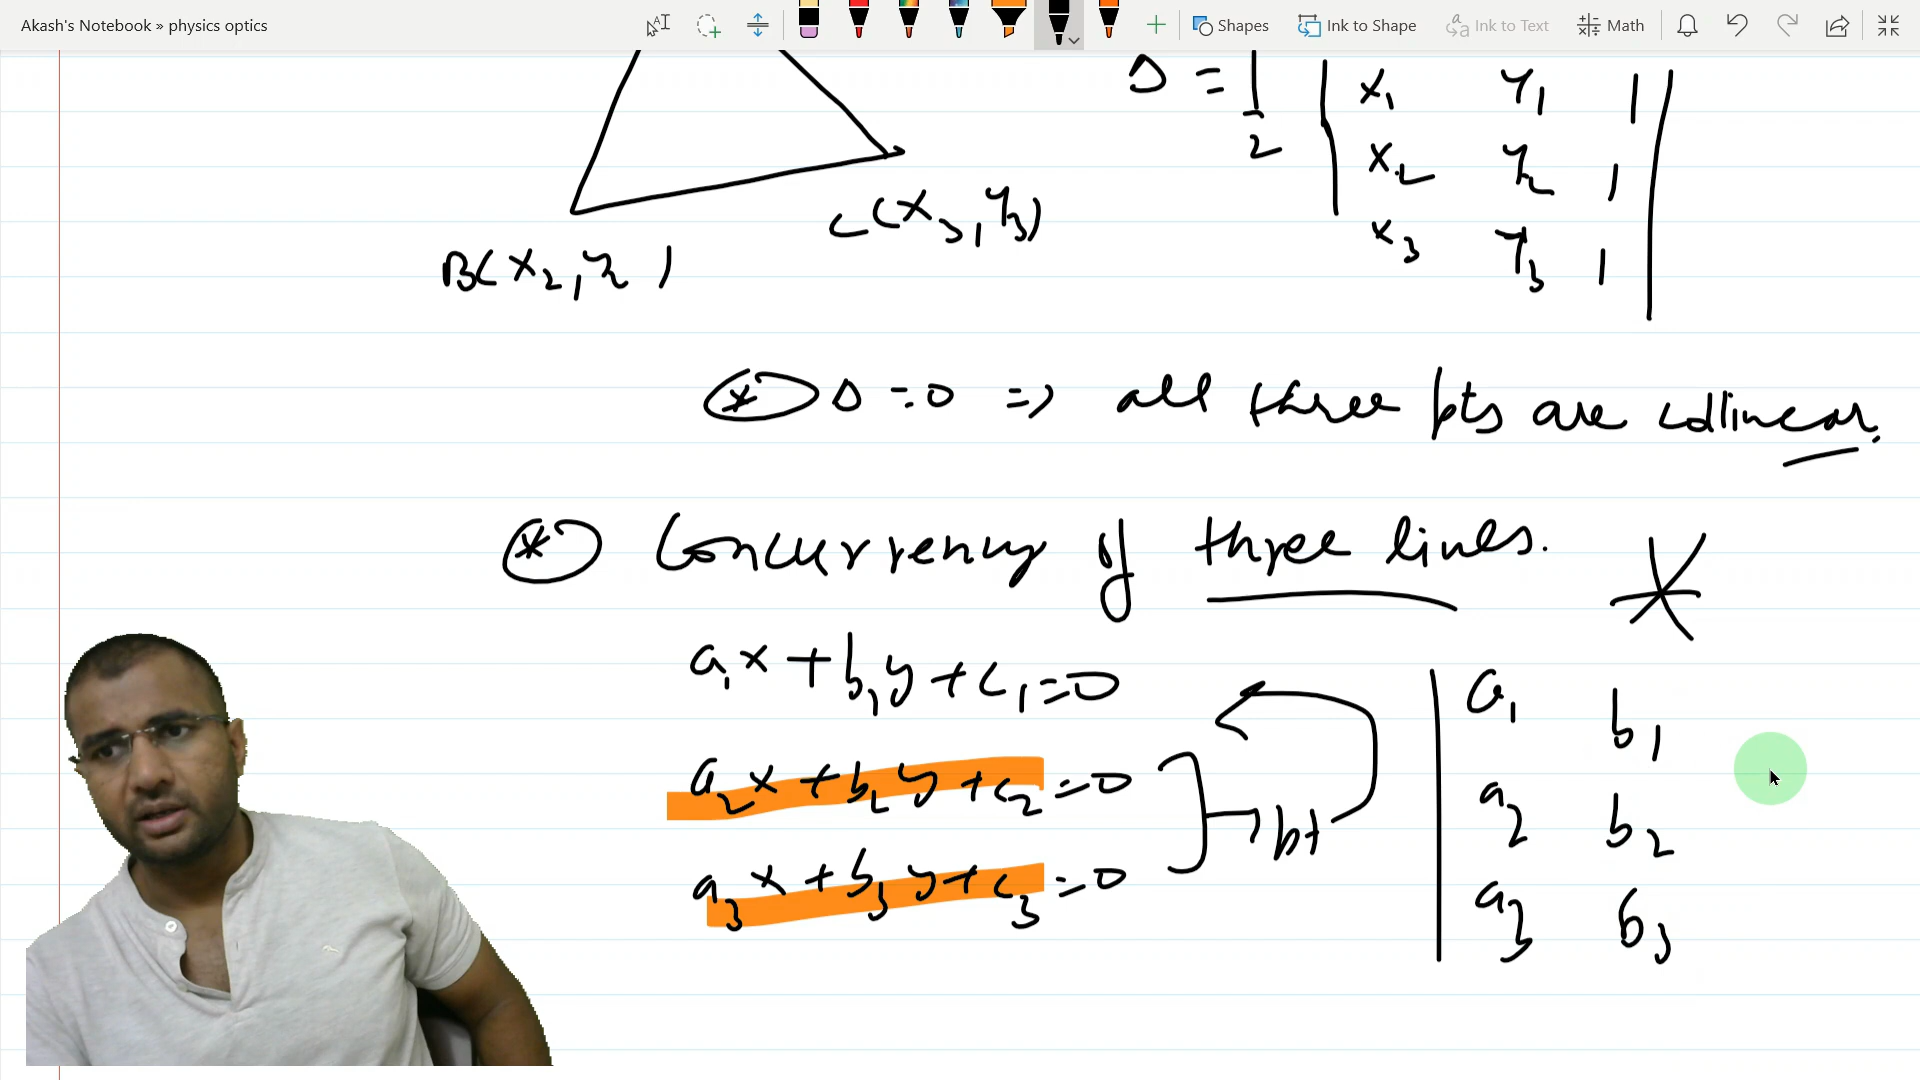 Akash's Notebook » physics optics
Shapes Ink to Shape Ink to Text Math
Δ = 1/2 | x₁ y₁ 1 |
x₂ y₂ 1
x₃ y₃ 1
C(x₃, y₃)
B(x₂, y₂)
* Δ = 0 => all three pts are collinear.
* Concurrency of three lines.
a₁x + b₁y + c₁ = 0
a₂x + b₂y + c₂ = 0
a₃x + b₃y + c₃ = 0
pt
a₁ b₁
a₂ b₂
a₃ b₃